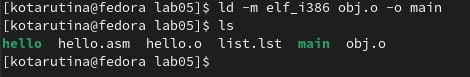 [kotarutina@fedora lab05]$ ld -m elf_i386 obj.o -o main
[kotarutina@fedora lab05]$ ls
hello  hello.asm  hello.o  list.lst  main  obj.o
[kotarutina@fedora lab05]$